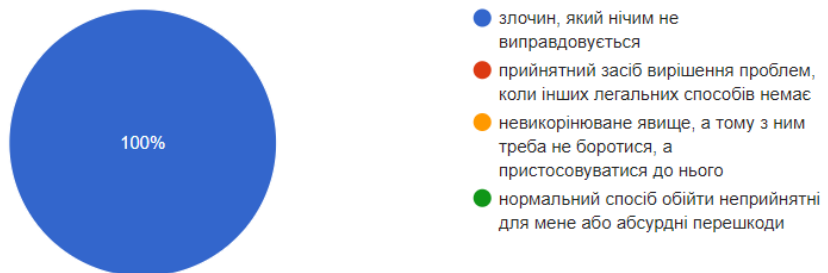 100%
злочин, який нічим не
виправдовується
прийнятний засіб вирішення проблем,
коли інших легальних способів немає
невикорінюване явище, а тому з ним
треба не боротися, а
пристосовуватися до нього
нормальний спосіб обійти неприйнятні
для мене або абсурдні перешкоди